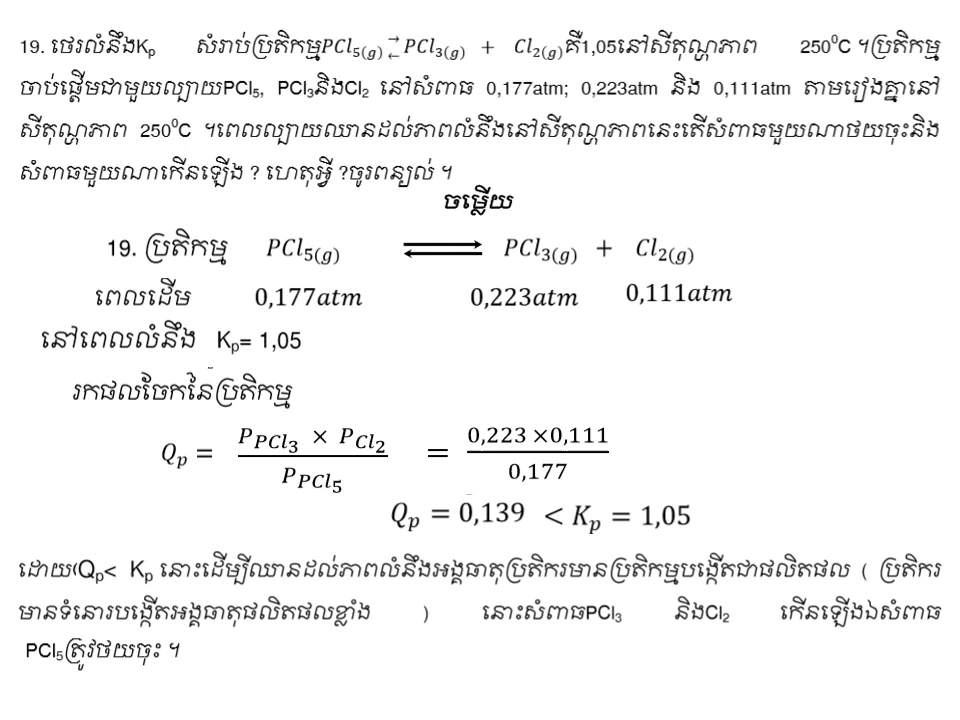 19. ថេរលំនឹងKp សំរាប់ប្រតិកម្មPCl5(g) ⇌ PCl3(g) + Cl2(g)គឺ1,05នៅសីតុណ្ហភាព 250⁰C ។ប្រតិកម្ម
ចាប់ផ្តើមជាមួយល្បាយPCl5, PCl3និងCl2 នៅសំពាធ 0,177atm; 0,223atm និង 0,111atm តាមរៀងគ្នានៅ
សីតុណ្ហភាព 250⁰C ។ពេលល្បាយឈានដល់ភាពលំនឹងនៅសីតុណ្ហភាពនេះតើសំពាធមួយណាថយចុះនិង
សំពាធមួយណាកើនឡើង ? ហេតុអ្វី ?ចូរពន្យល់ ។
ចម្លើយ
19. ប្រតិកម្ម PCl5(g) ⇌ PCl3(g) + Cl2(g)
ពេលដើម 0,177atm 0,223atm 0,111atm
នៅពេលលំនឹង Kp= 1,05
រកផលចែកនៃប្រតិកម្ម
Qp = (P PCl3 × P Cl2) / (P PCl5) = (0,223 ×0,111) / 0,177
Qp = 0,139 < Kp = 1,05
ដោយQp< Kp នោះដើម្បីឈានដល់ភាពលំនឹងអង្គធាតុប្រតិករមានប្រតិកម្មបង្កើតជាផលិតផល ( ប្រតិករ
មានទំនោរបង្កើតអង្គធាតុផលិតផលខ្លាំង ) នោះសំពាធPCl3 និងCl2 កើនឡើងឯសំពាធ
PCl5ត្រូវថយចុះ ។